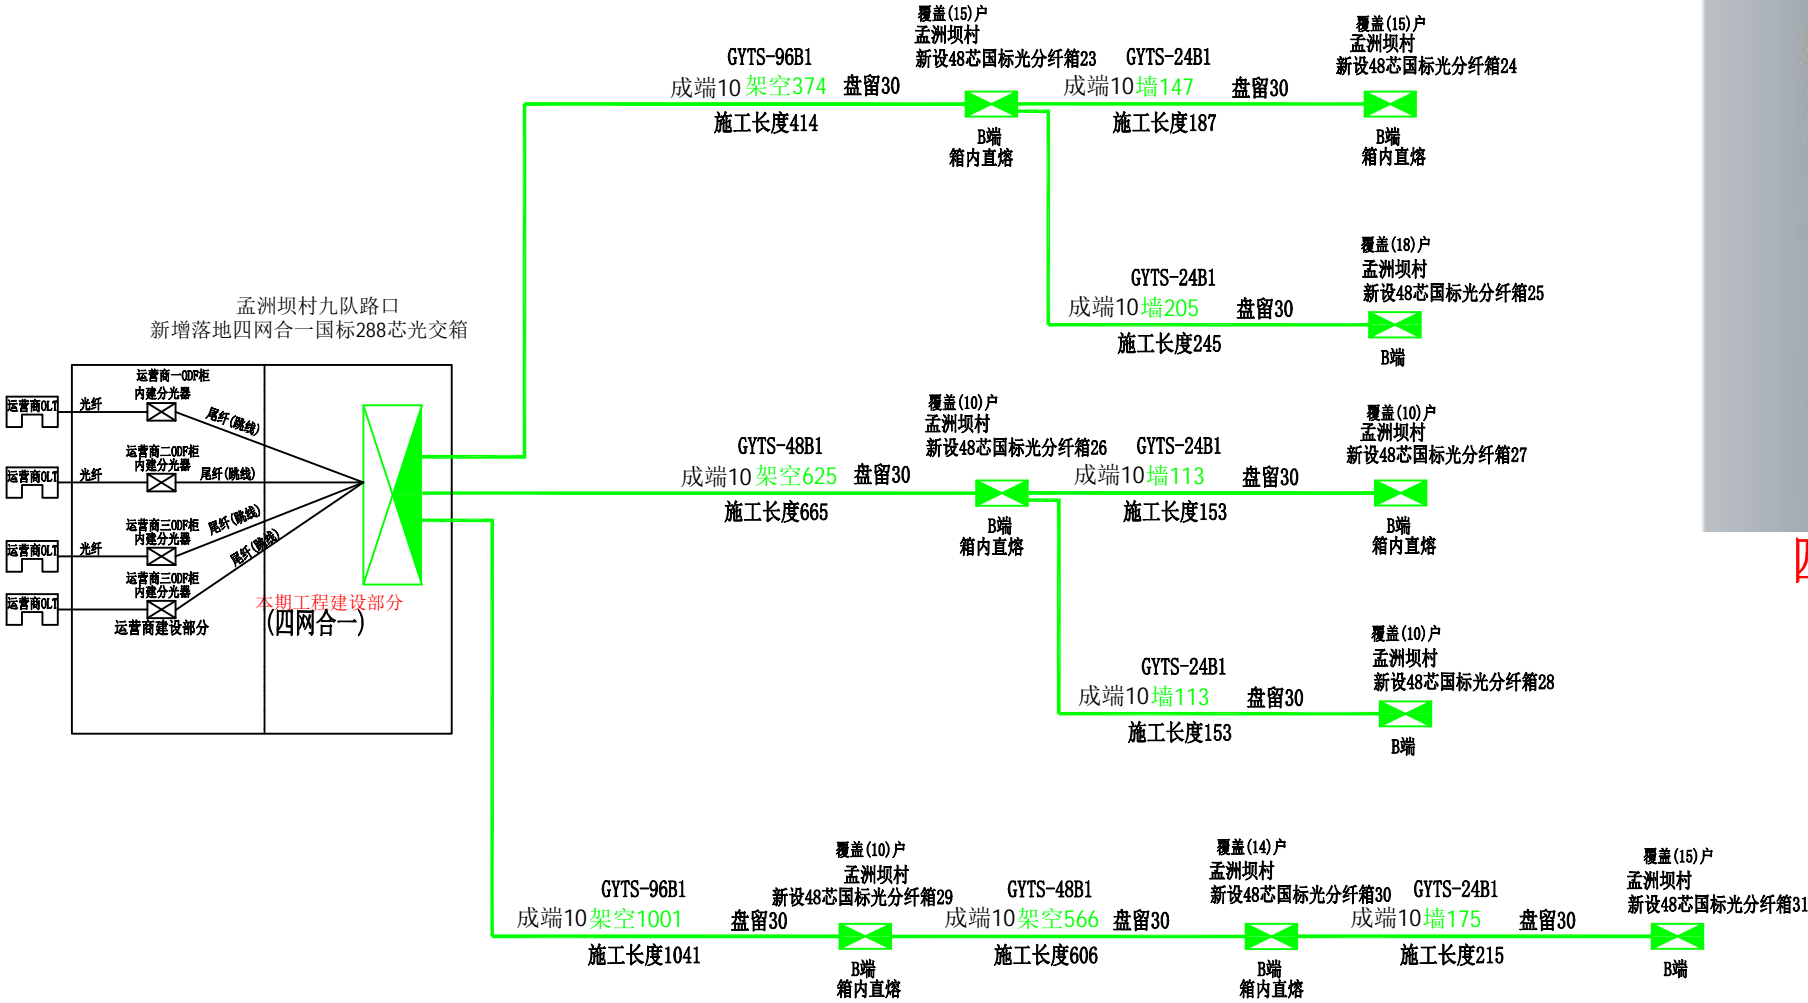 覆盖(15)户
孟洲坝村
新设48芯国标光分纤箱23
GYTS-96B1
成端10 架空374 盘留30
施工长度414
B端
箱内直熔
GYTS-24B1
成端10 墙147 盘留30
施工长度187
覆盖(15)户
孟洲坝村
新设48芯国标光分纤箱24
B端
箱内直熔
GYTS-24B1
成端10 墙205 盘留30
施工长度245
覆盖(18)户
孟洲坝村
新设48芯国标光分纤箱25
B端
孟洲坝村九队路口
新增落地四网合一国标288芯光交箱
运营商OLT
光纤
运营商一ODF柜
内建分光器
尾纤(跳线)
运营商OLT
光纤
运营商二ODF柜
内建分光器
尾纤(跳线)
运营商OLT
光纤
运营商三ODF柜
内建分光器
尾纤(跳线)
运营商OLT
运营商三ODF柜
内建分光器
尾纤(跳线)
运营商建设部分
本期工程建设部分
(四网合一)
GYTS-48B1
成端10 架空625 盘留30
施工长度665
覆盖(10)户
孟洲坝村
新设48芯国标光分纤箱26
B端
箱内直熔
GYTS-24B1
成端10 墙113 盘留30
施工长度153
覆盖(10)户
孟洲坝村
新设48芯国标光分纤箱27
B端
箱内直熔
GYTS-24B1
成端10 墙113 盘留30
施工长度153
覆盖(10)户
孟洲坝村
新设48芯国标光分纤箱28
B端
GYTS-96B1
成端10 架空1001 盘留30
施工长度1041
覆盖(10)户
孟洲坝村
新设48芯国标光分纤箱29
B端
箱内直熔
GYTS-48B1
成端10 架空566 盘留30
施工长度606
覆盖(14)户
孟洲坝村
新设48芯国标光分纤箱30
B端
箱内直熔
GYTS-24B1
成端10 墙175 盘留30
施工长度215
覆盖(15)户
孟洲坝村
新设48芯国标光分纤箱31
B端